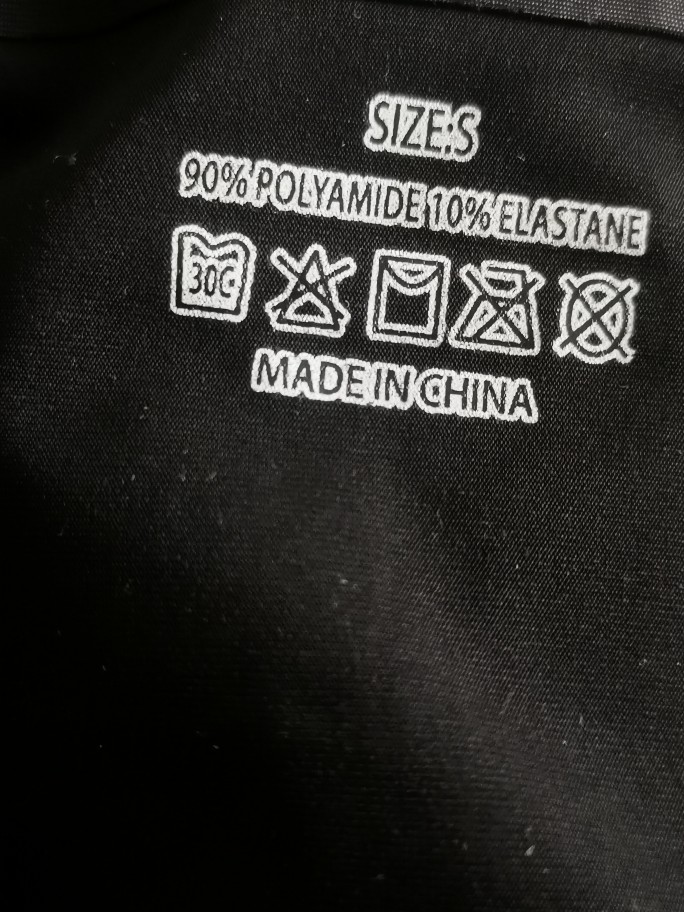 SIZE:S
90% POLYAMIDE 10% ELASTANE
30C
MADE IN CHINA